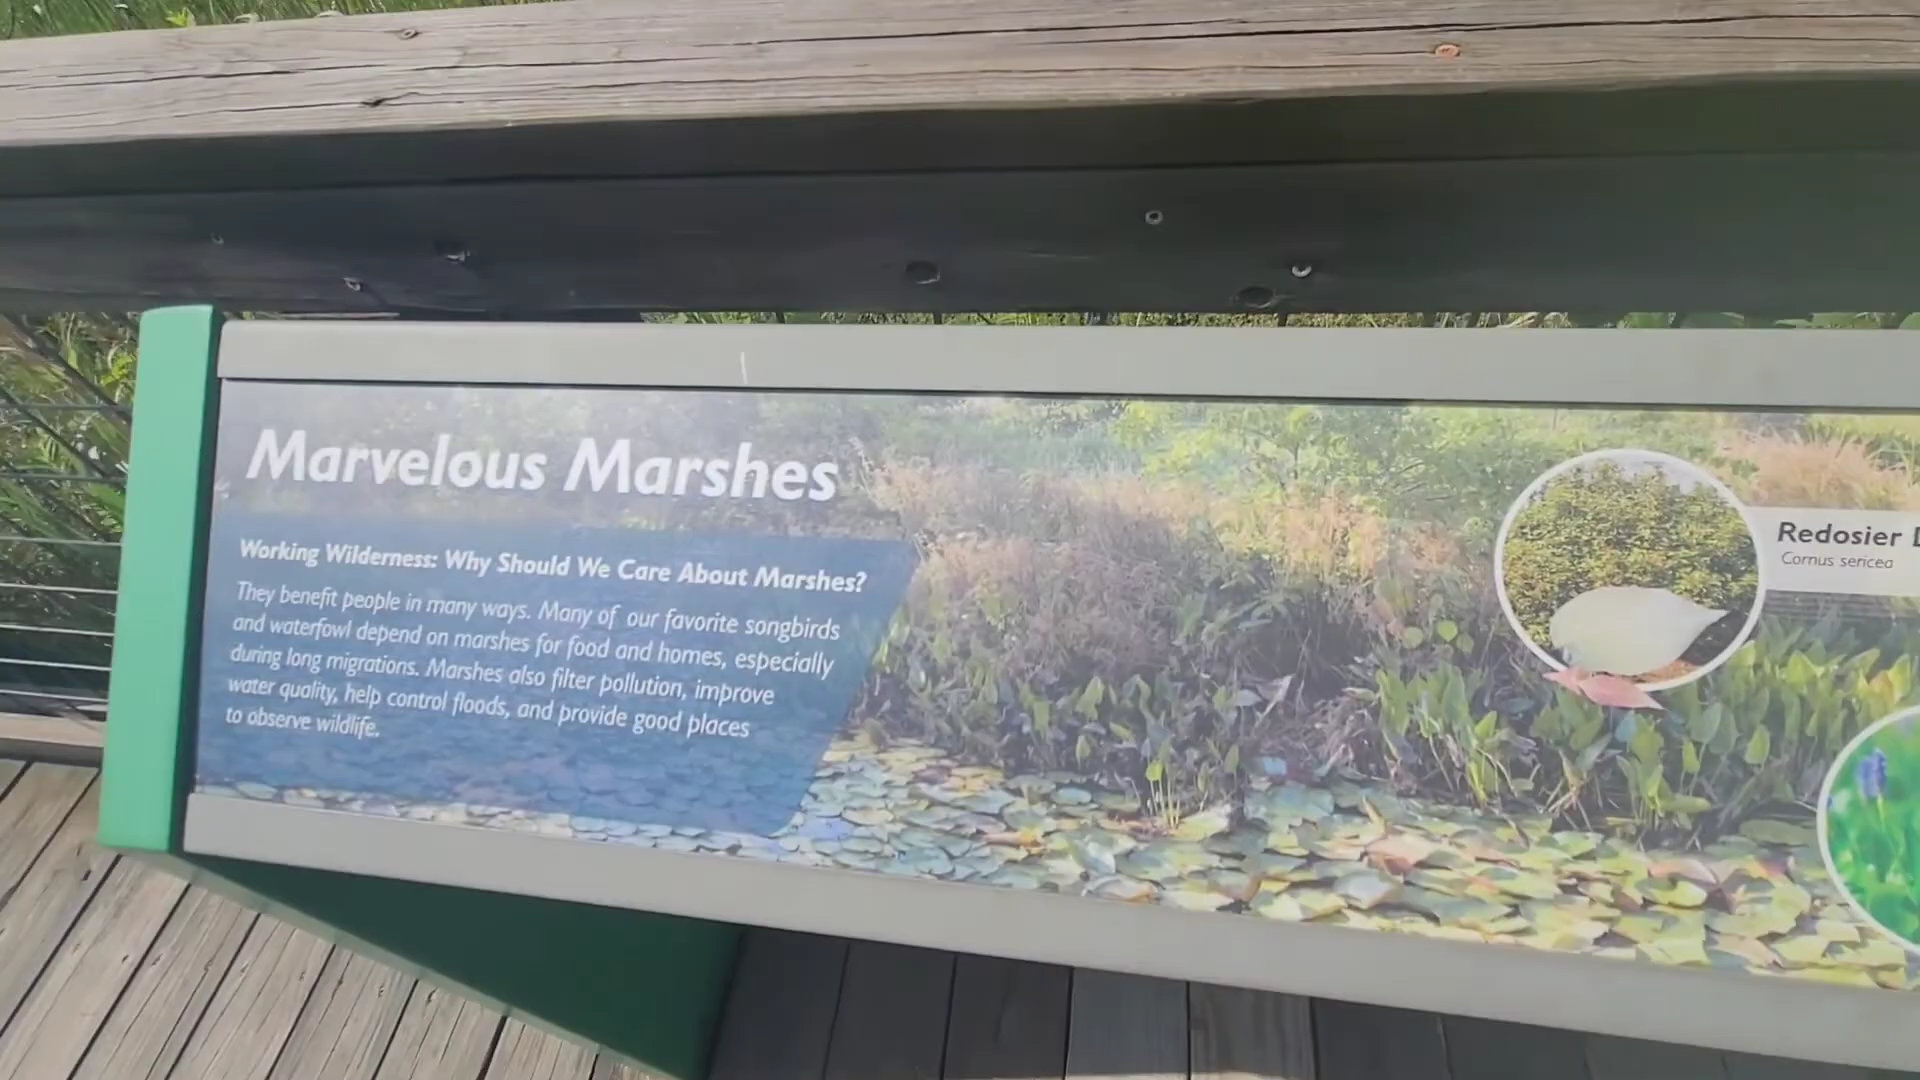 Marvelous Marshes
Working Wilderness: Why Should We Care About Marshes?
They benefit people in many ways. Many of our favorite songbirds
and waterfowl depend on marshes for food and homes, especially
during long migrations. Marshes also filter pollution, improve
water quality, help control floods, and provide good places
to observe wildlife.
Redosier
Cornus sericea